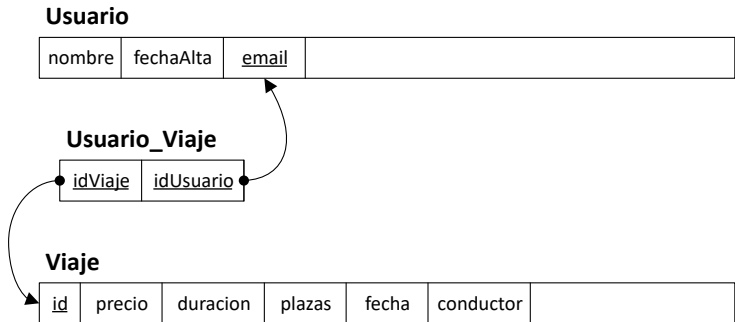 Usuario
nombre fechaAlta email
Usuario_Viaje
idViaje idUsuario
Viaje
id precio duracion plazas fecha conductor